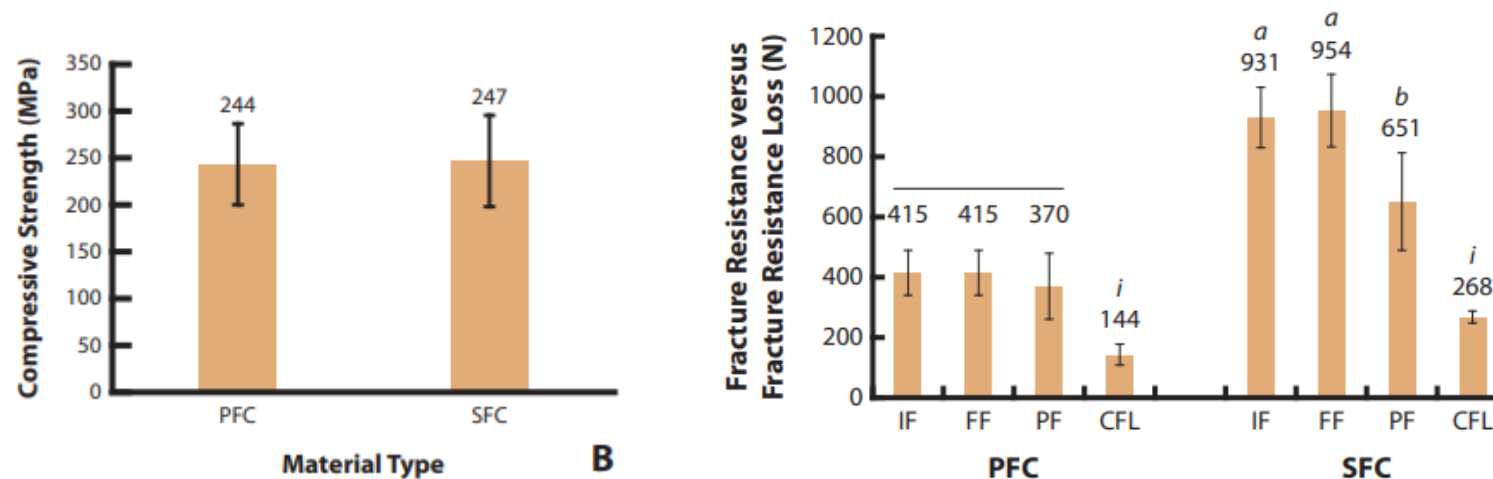 Compressive Strength (MPa)
350
300
250
200
150
100
50
0
244
247
PFC
SFC
Material Type
B
Fracture Resistance versus
Fracture Resistance Loss (N)
1200
1000
800
600
400
200
0
415
415
370
i
144
a
931
a
954
b
651
i
268
IF
FF
PF
CFL
IF
FF
PF
CFL
PFC
SFC